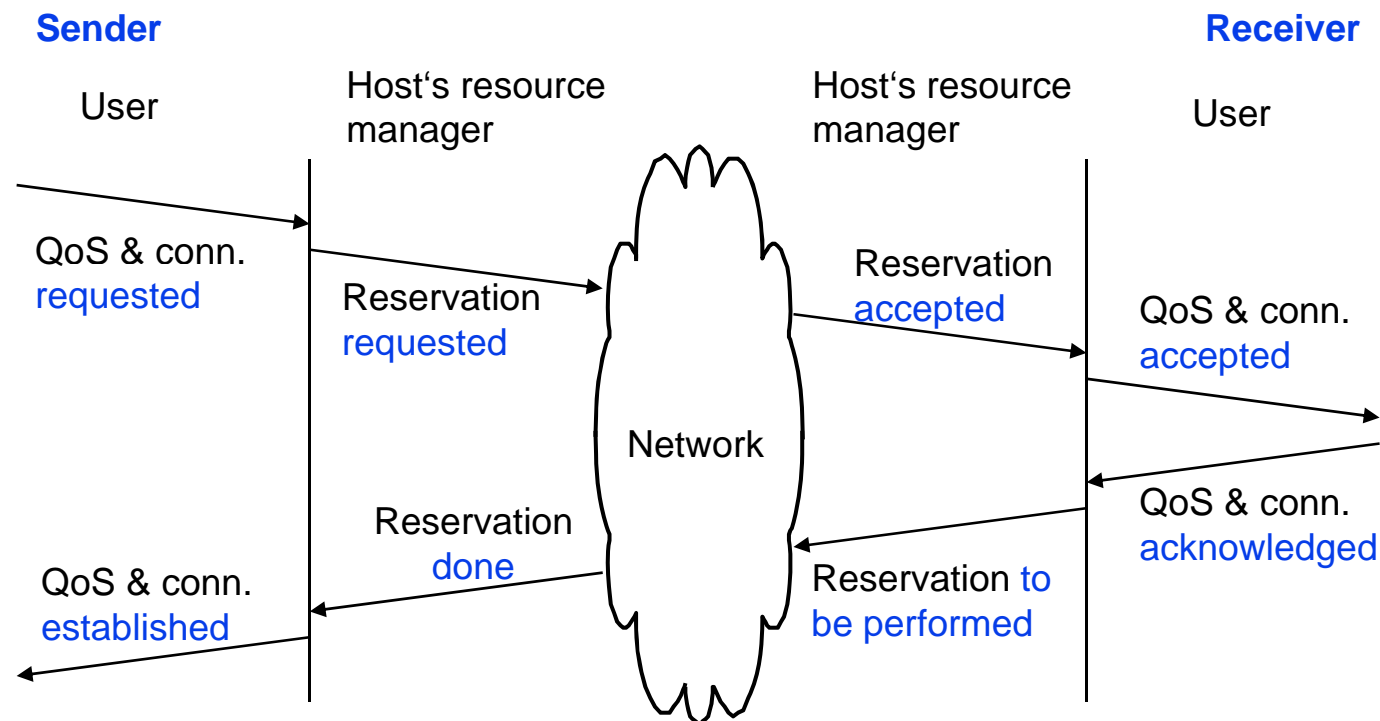 Sender
Receiver
User
Host‘s resource
manager
Host‘s resource
manager
User
QoS & conn.
requested
Reservation
requested
Reservation
accepted
QoS & conn.
accepted
Network
QoS & conn.
acknowledged
Reservation to
be performed
Reservation
done
QoS & conn.
established